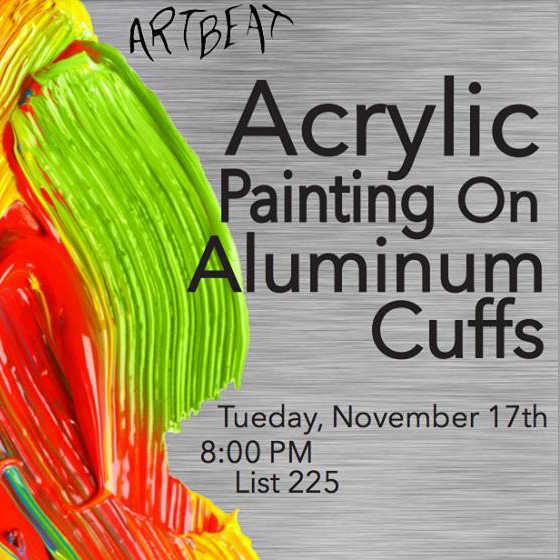 ARTBEAT
Acrylic
Painting On
Aluminum
Cuffs
Tueday, November 17th
8:00 PM
List 225